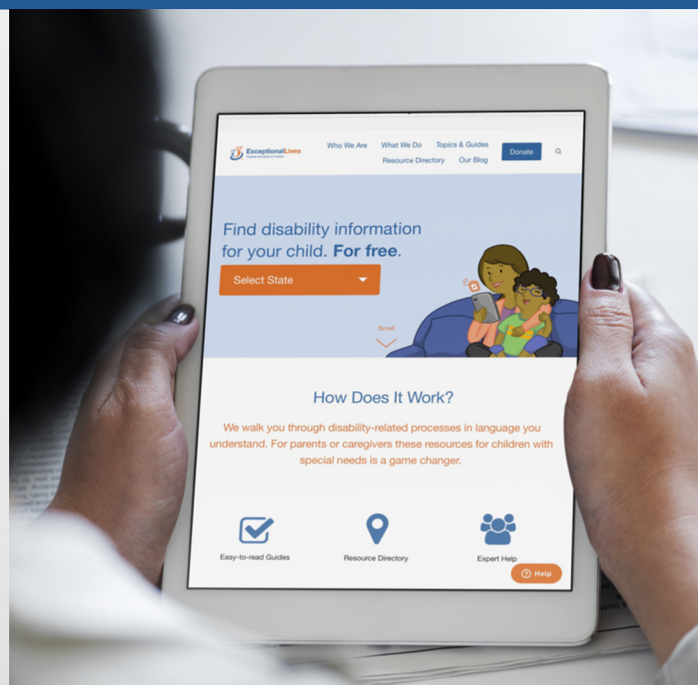 ExceptionalLives
Who We Are What We Do Topics & Guides
Resource Directory Our Blog
Donate
Find disability information
for your child. For free.
Select State
Scroll
How Does It Work?
We walk you through disability-related processes in language you
understand. For parents or caregivers these resources for children with
special needs is a game changer.
Easy-to-read Guides
Resource Directory
Expert Help
Help